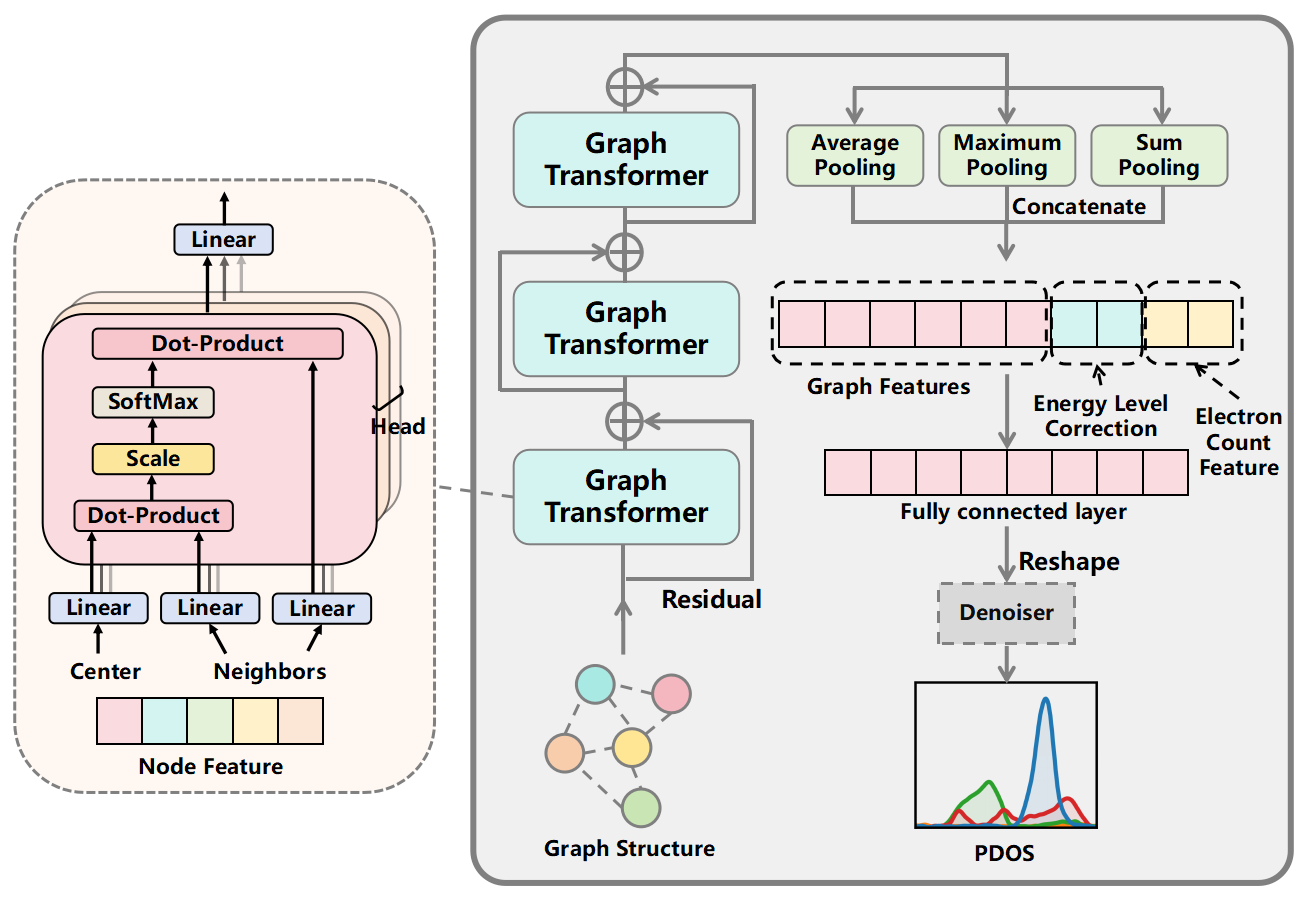 Linear
Dot-Product
SoftMax
Scale
Dot-Product
Head
Linear
Linear
Linear
Center
Neighbors
Node Feature
Graph
Transformer
Graph
Transformer
Graph
Transformer
Residual
Graph Structure
Average
Pooling
Maximum
Pooling
Sum
Pooling
Concatenate
Graph Features
Energy Level
Correction
Electron
Count
Feature
Fully connected layer
Reshape
Denoiser
PDOS